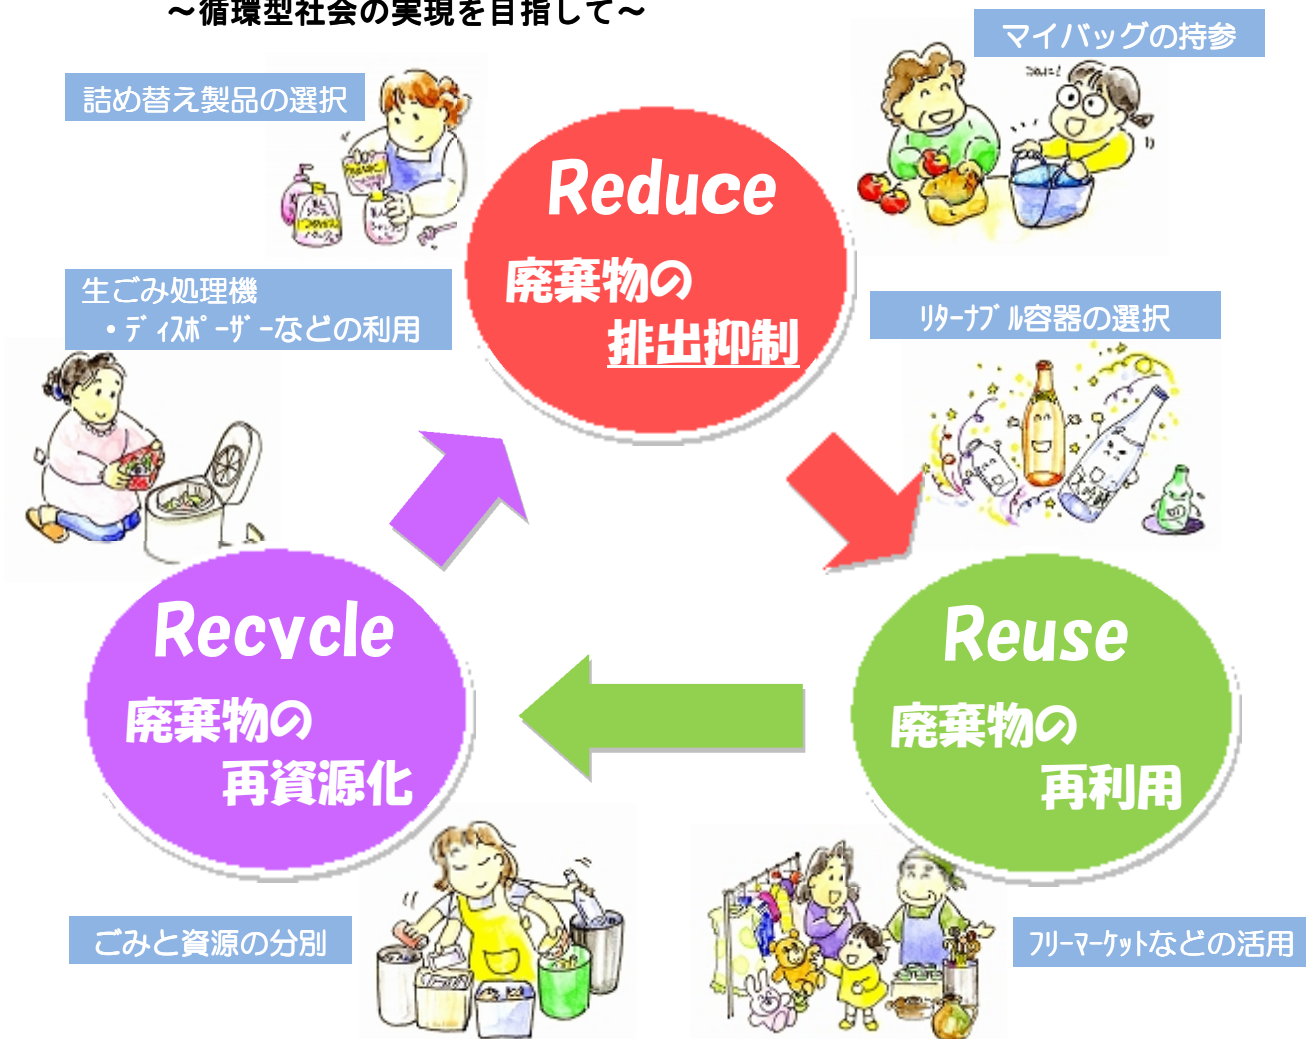 ～循環型社会の実現を目指して～
マイバッグの持参
詰め替え製品の選択
Reduce
廃棄物の
排出抑制
生ごみ処理機
・ディスポーザーなどの利用
リターナブル容器の選択
Recycle
廃棄物の
再資源化
Reuse
廃棄物の
再利用
ごみと資源の分別
フリーマーケットなどの活用